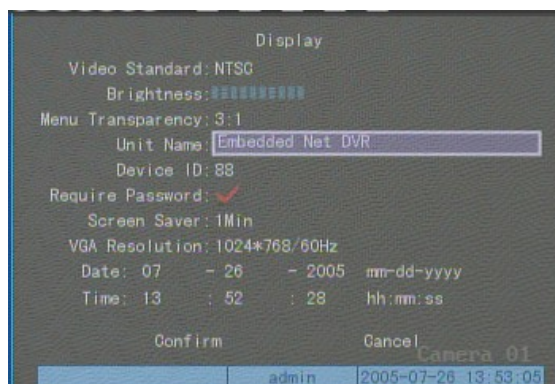 Display
Video Standard: NTSC
Brightness:
Menu Transparency: 3:1
Unit Name: Embedded Net DVR
Device ID: 88
Require Password:
Screen Saver: 1Min
VGA Resolution: 1024*768/60Hz
Date: 07 - 26 - 2005 mm-dd-yyyy
Time: 13 : 52 : 28 hh:mm:ss
Confirm Cancel
Camera 01
admin 2005-07-26 13:53:05